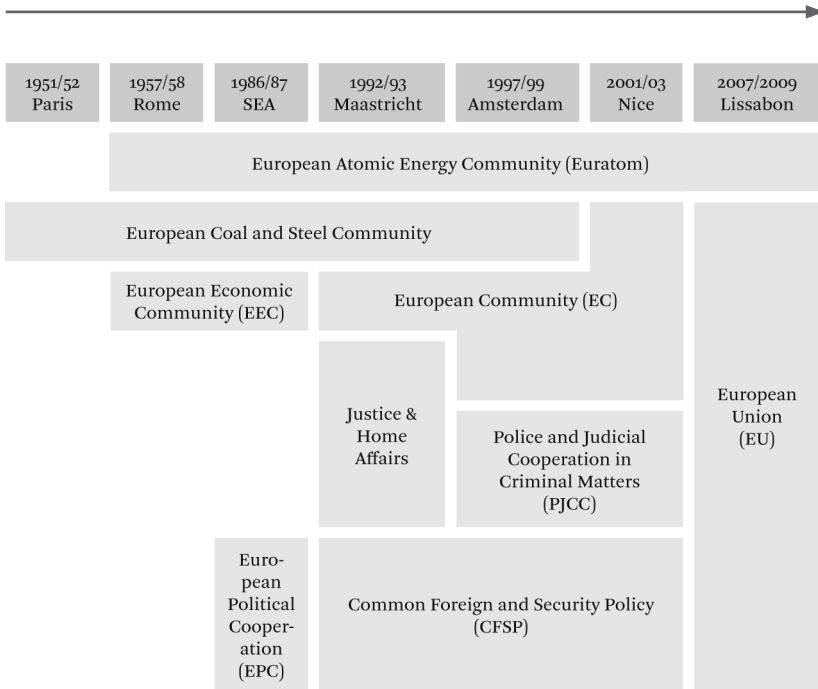 1951/52
Paris
1957/58
Rome
1986/87
SEA
1992/93
Maastricht
1997/99
Amsterdam
2001/03
Nice
2007/2009
Lissabon
European Atomic Energy Community (Euratom)
European Coal and Steel Community
European Economic
Community (EEC)
European Community (EC)
Justice &
Home
Affairs
Police and Judicial
Cooperation in
Criminal Matters
(PJCC)
European
Union
(EU)
Euro-
pean
Political
Cooper-
ation
(EPC)
Common Foreign and Security Policy
(CFSP)